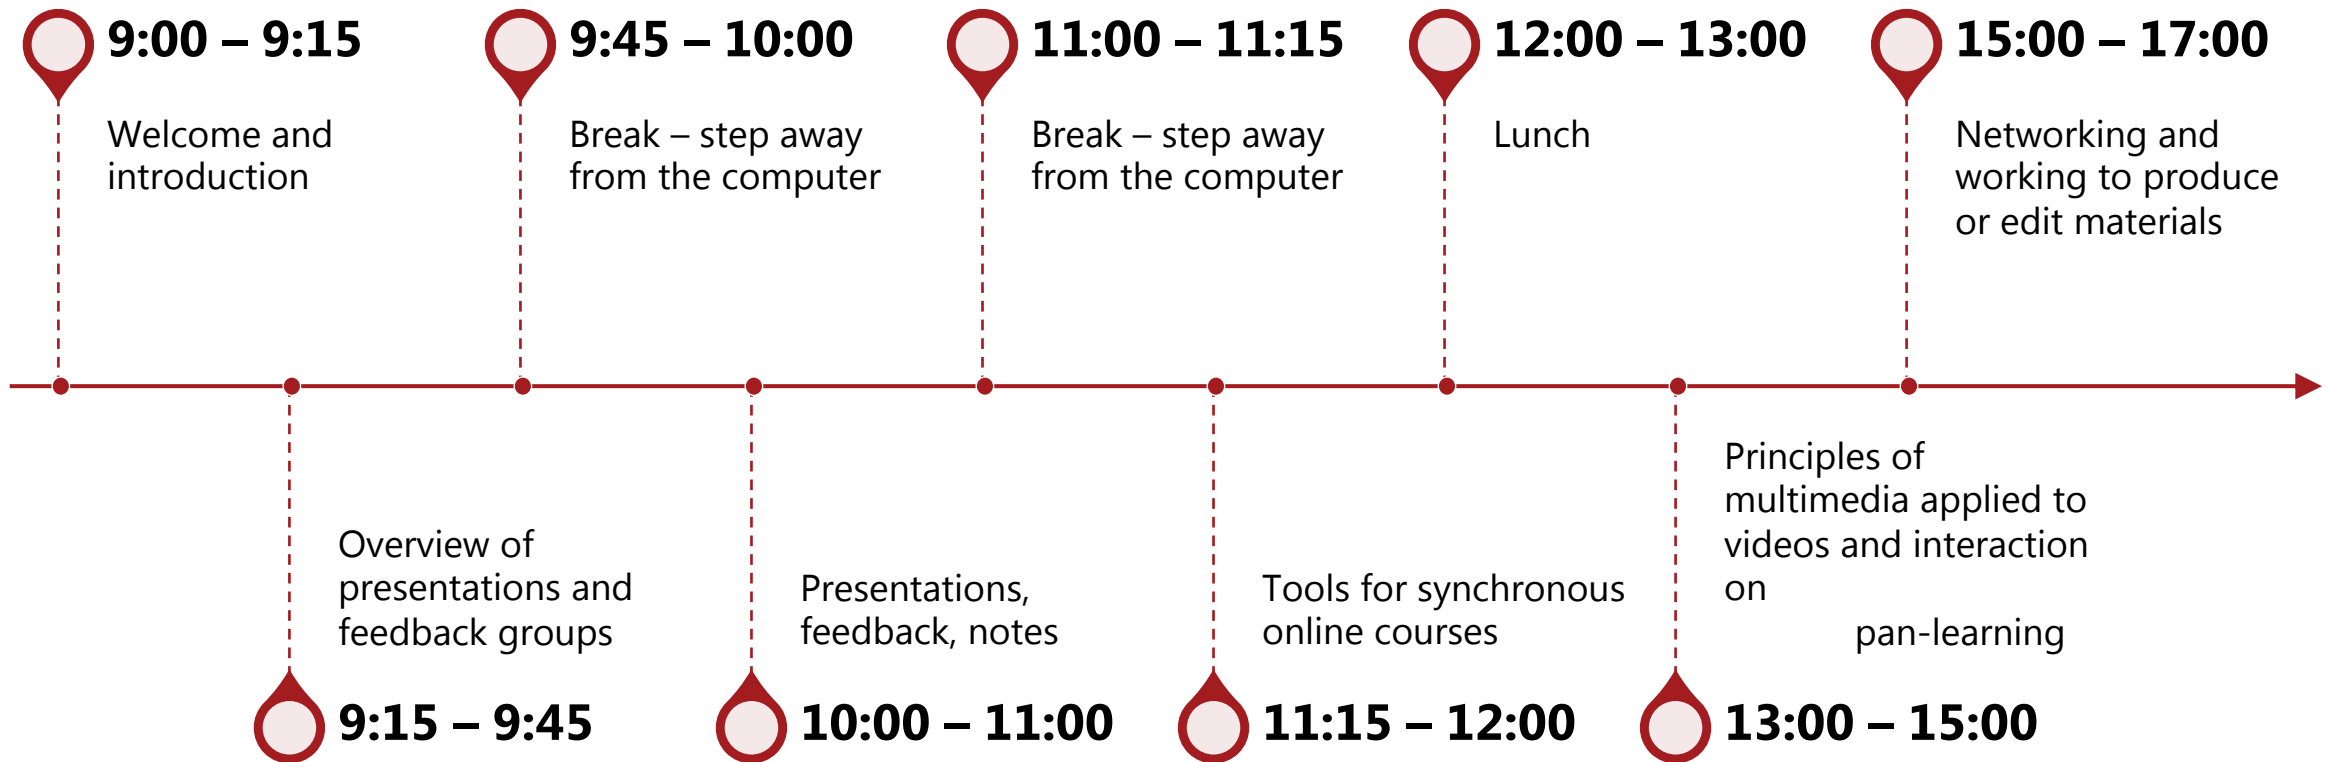 9:00 – 9:15
Welcome and
introduction
9:45 – 10:00
Break – step away
from the computer
11:00 – 11:15
Break – step away
from the computer
12:00 – 13:00
Lunch
15:00 – 17:00
Networking and
working to produce
or edit materials
Overview of
presentations and
feedback groups
9:15 – 9:45
Presentations,
feedback, notes
10:00 – 11:00
Tools for synchronous
online courses
11:15 – 12:00
Principles of
multimedia applied to
videos and interaction
on
pan-learning
13:00 – 15:00